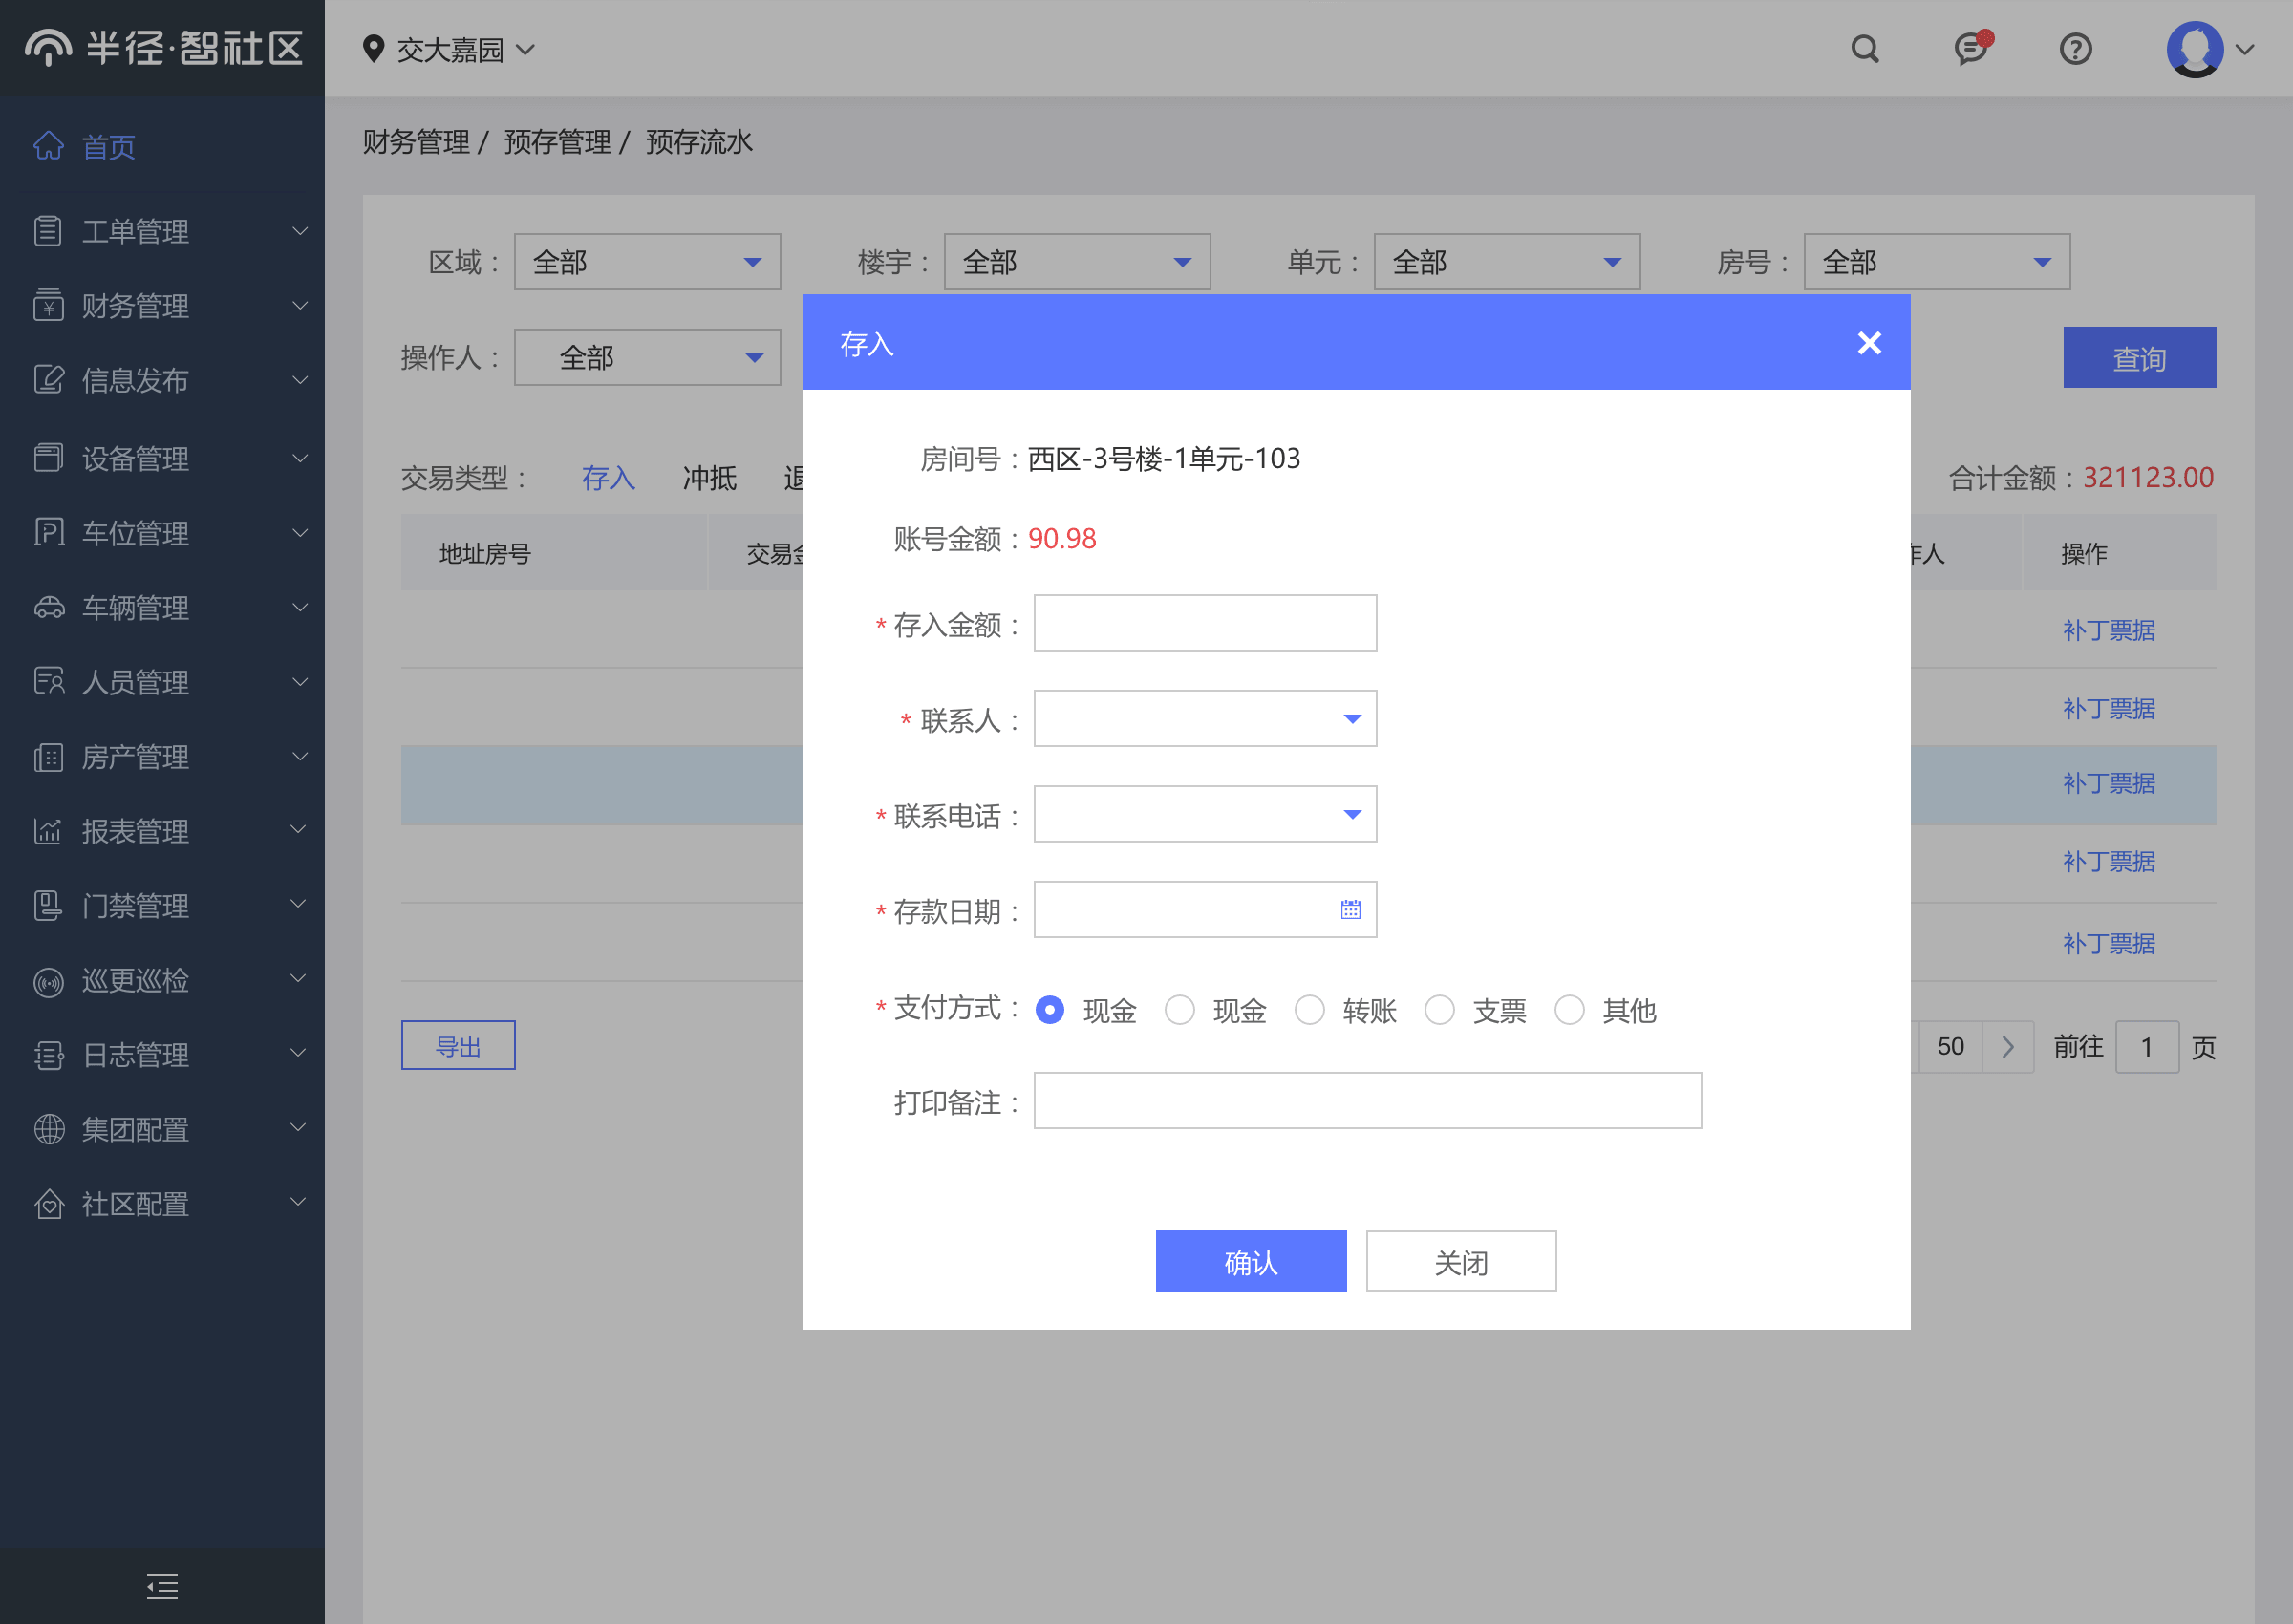 半径·智社区
交大嘉园
首页
工单管理
财务管理
信息发布
设备管理
车位管理
车辆管理
人员管理
房产管理
报表管理
门禁管理
巡更巡检
日志管理
集团配置
社区配置
财务管理 / 预存管理 / 预存流水
区域： 全部 楼宇： 全部 单元： 全部 房号： 全部
操作人： 全部 查询
交易类型： 存入 冲抵 合计金额：321123.00
地址房号 交易 作人 操作
补丁票据
补丁票据
补丁票据
补丁票据
补丁票据
导出 50 前往 1 页
存入
房间号：西区-3号楼-1单元-103
账号金额：90.98
* 存入金额：
* 联系人：
* 联系电话：
* 存款日期：
* 支付方式： 现金 现金 转账 支票 其他
打印备注：
确认 关闭